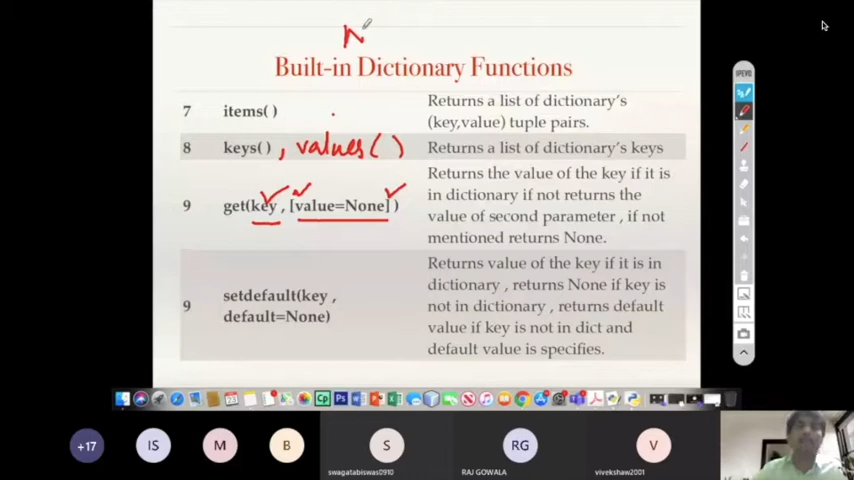 N
Built-in Dictionary Functions
7 items( ) Returns a list of dictionary's
(key,value) tuple pairs.
8 keys( ) , values( ) Returns a list of dictionary's keys
9 get(key , [value=None] ) Returns the value of the key if it is
in dictionary if not returns the
value of second parameter , if not
mentioned returns None.
9 setdefault(key ,
default=None) Returns value of the key if it is in
dictionary , returns None if key is
not in dictionary , returns default
value if key is not in dict and
default value is specifies.
+17 IS M B S RG V
swagatabiswas0910 RAJ GOWALA vivekshaw2001